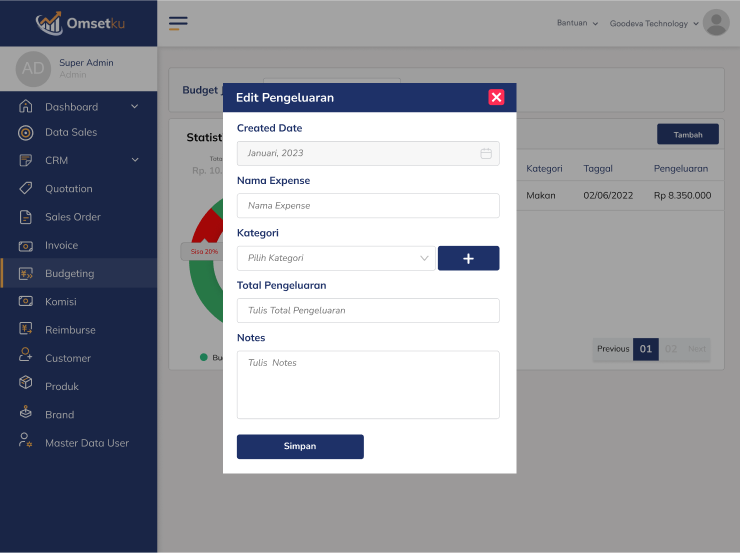 Omsetku
Bantuan
Goodeva Technology
AD
Super Admin
Admin
Dashboard
Data Sales
CRM
Quotation
Sales Order
Invoice
Budgeting
Komisi
Reimburse
Customer
Produk
Brand
Master Data User
Budget
Statist
Tota
Rp. 10.
Sisa 20%
Bu
Tambah
Kategori Taggal Pengeluaran
Makan 02/06/2022 Rp 8.350.000
Previous 01 02 Next
Edit Pengeluaran
Created Date
Januari, 2023
Nama Expense
Nama Expense
Kategori
Pilih Kategori
+
Total Pengeluaran
Tulis Total Pengeluaran
Notes
Tulis Notes
Simpan